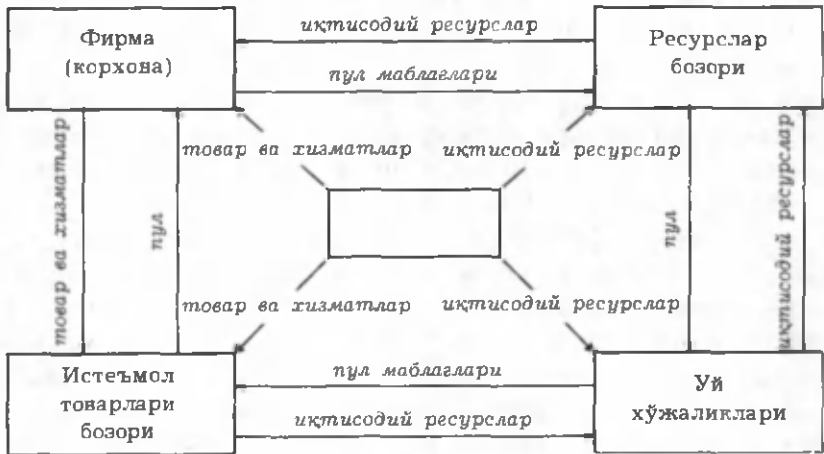 Фирма
(корхона)
иқтисодий ресурслар
пул маблағлари
Ресурслар
бозори
товар ва хизматлар
иқтисодий ресурслар
товар ва хизматлар
пул
пул
иқтисодий ресурслар
товар ва хизматлар
иқтисодий ресурслар
Истеъмол
товарлари
бозори
пул маблағлари
иқтисодий ресурслар
Уй
хўжаликлари